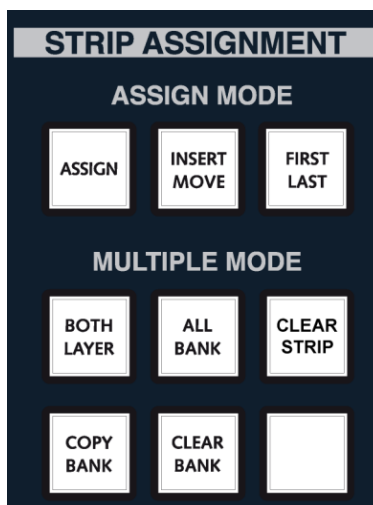 STRIP ASSIGNMENT
ASSIGN MODE
ASSIGN
INSERT
MOVE
FIRST
LAST
MULTIPLE MODE
BOTH
LAYER
ALL
BANK
CLEAR
STRIP
COPY
BANK
CLEAR
BANK